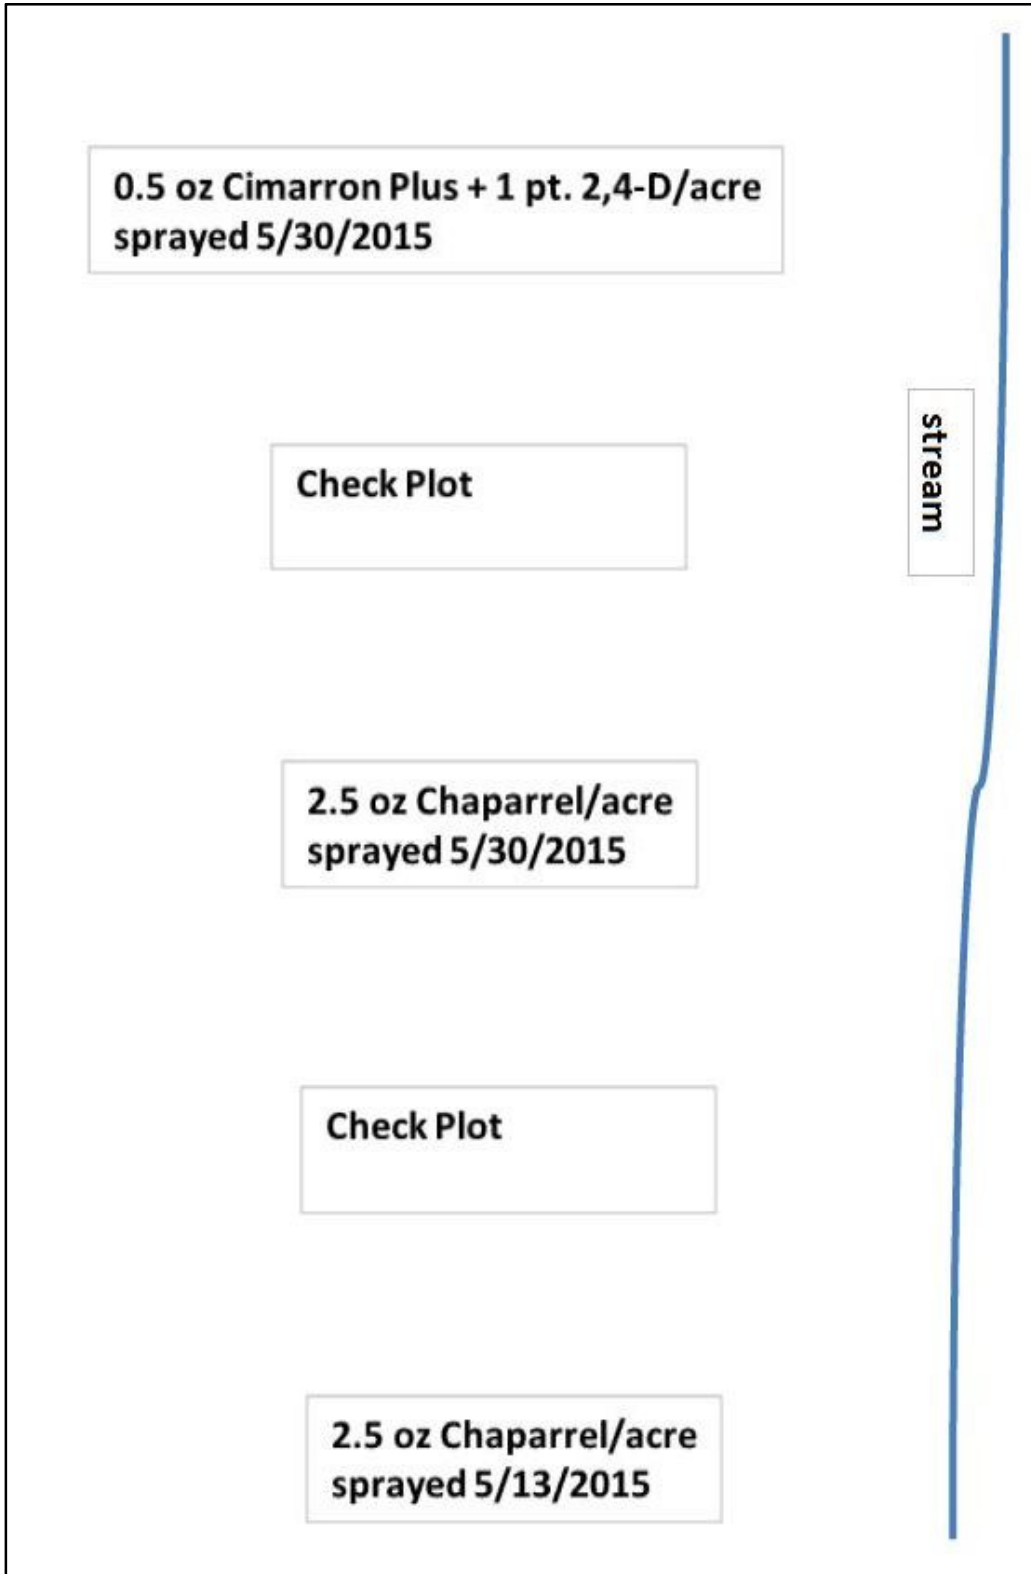 0.5 oz Cimarron Plus + 1 pt. 2,4-D/acre
sprayed 5/30/2015
stream
Check Plot
2.5 oz Chaparrel/acre
sprayed 5/30/2015
Check Plot
2.5 oz Chaparrel/acre
sprayed 5/13/2015